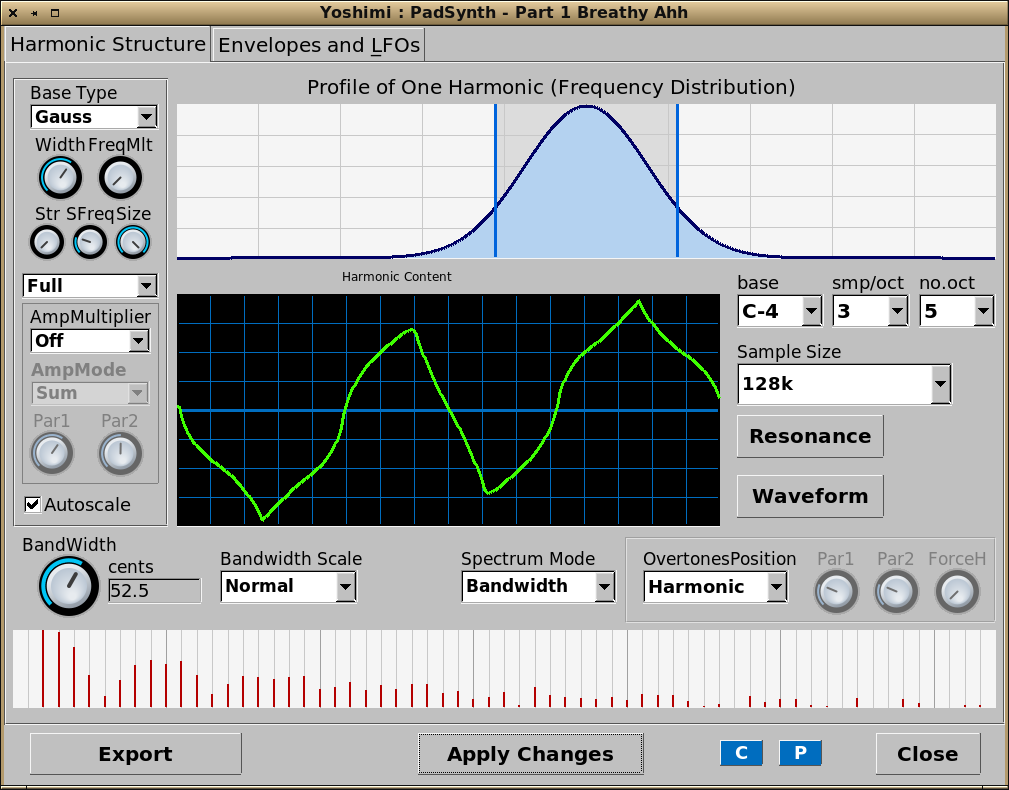 Yoshimi : PadSynth - Part 1 Breathy Ahh
Harmonic Structure
Envelopes and LFOs
Profile of One Harmonic (Frequency Distribution)
Base Type
Gauss
Width FreqMlt
Str SFreq Size
Full
AmpMultiplier
Off
AmpMode
Sum
Par1 Par2
Autoscale
Harmonic Content
base smp/oct no.oct
C-4 3 5
Sample Size
128k
Resonance
Waveform
BandWidth
cents
52.5
Bandwidth Scale
Normal
Spectrum Mode
Bandwidth
OvertonesPosition
Harmonic
Par1 Par2 ForceH
Export
Apply Changes
C
P
Close